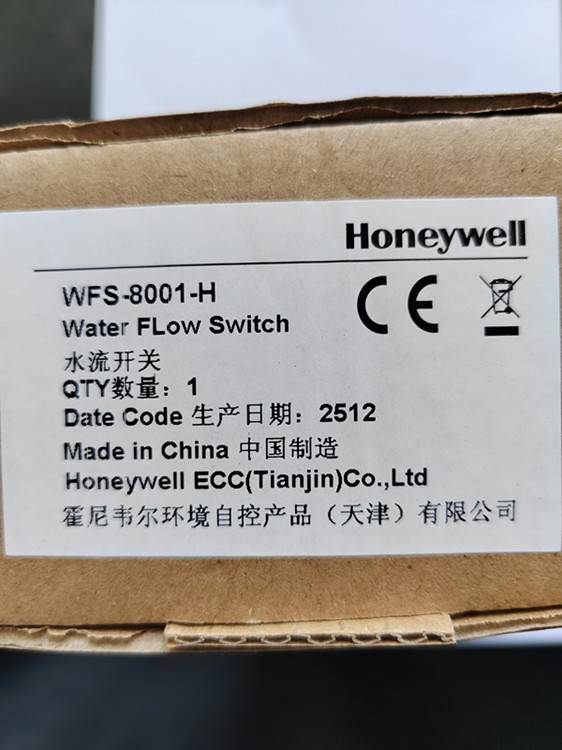 Honeywell
WFS-8001-H
Water FLow Switch
水流开关
QTY数量：1
Date Code 生产日期：2512
Made in China 中国制造
Honeywell ECC(Tianjin)Co.,Ltd
霍尼韦尔环境自控产品（天津）有限公司